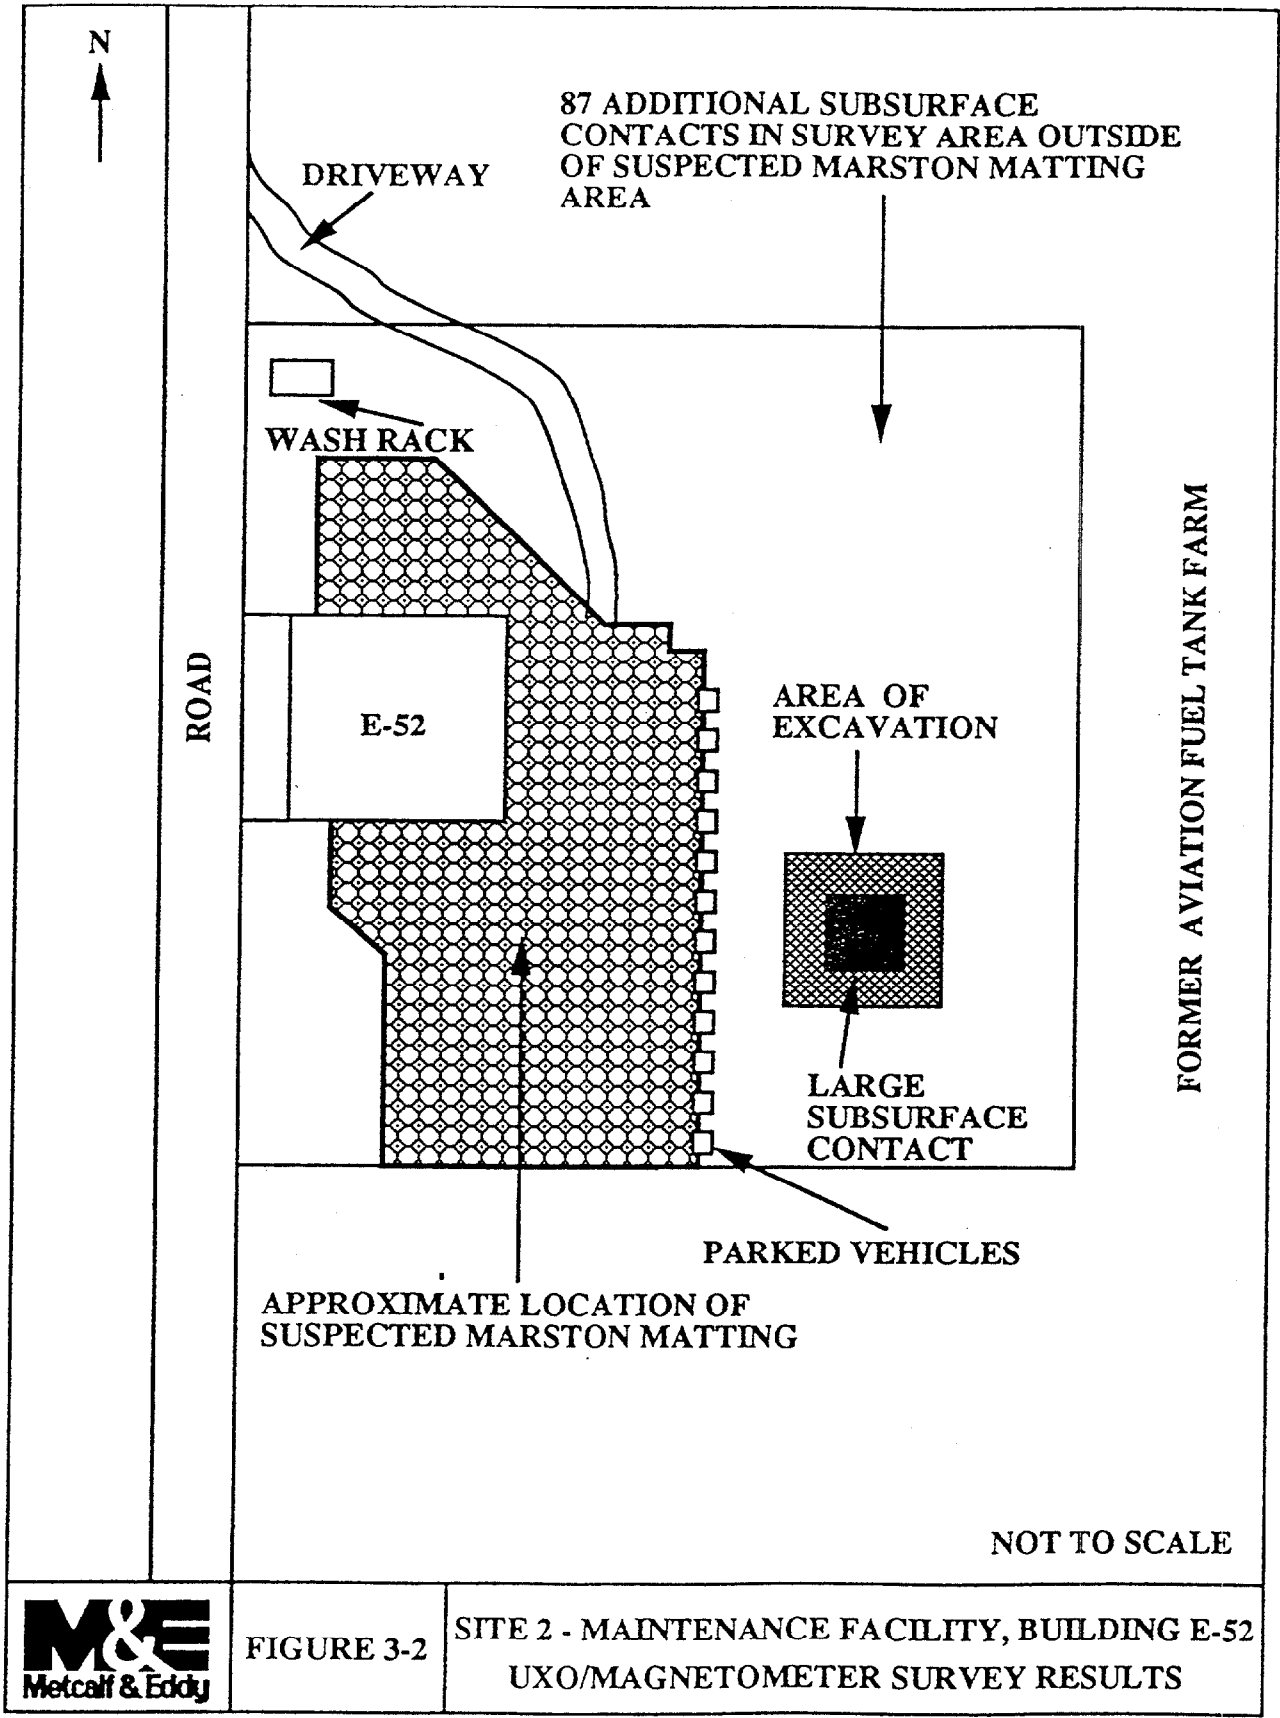 N
87 ADDITIONAL SUBSURFACE
CONTACTS IN SURVEY AREA OUTSIDE
OF SUSPECTED MARSTON MATTING
AREA
DRIVEWAY
WASH RACK
ROAD
E-52
AREA OF
EXCAVATION
FORMER AVIATION FUEL TANK FARM
LARGE
SUBSURFACE
CONTACT
PARKED VEHICLES
APPROXIMATE LOCATION OF
SUSPECTED MARSTON MATTING
NOT TO SCALE
M&E
Metcalf & Eddy
FIGURE 3-2
SITE 2 - MAINTENANCE FACILITY, BUILDING E-52
UXO/MAGNETOMETER SURVEY RESULTS